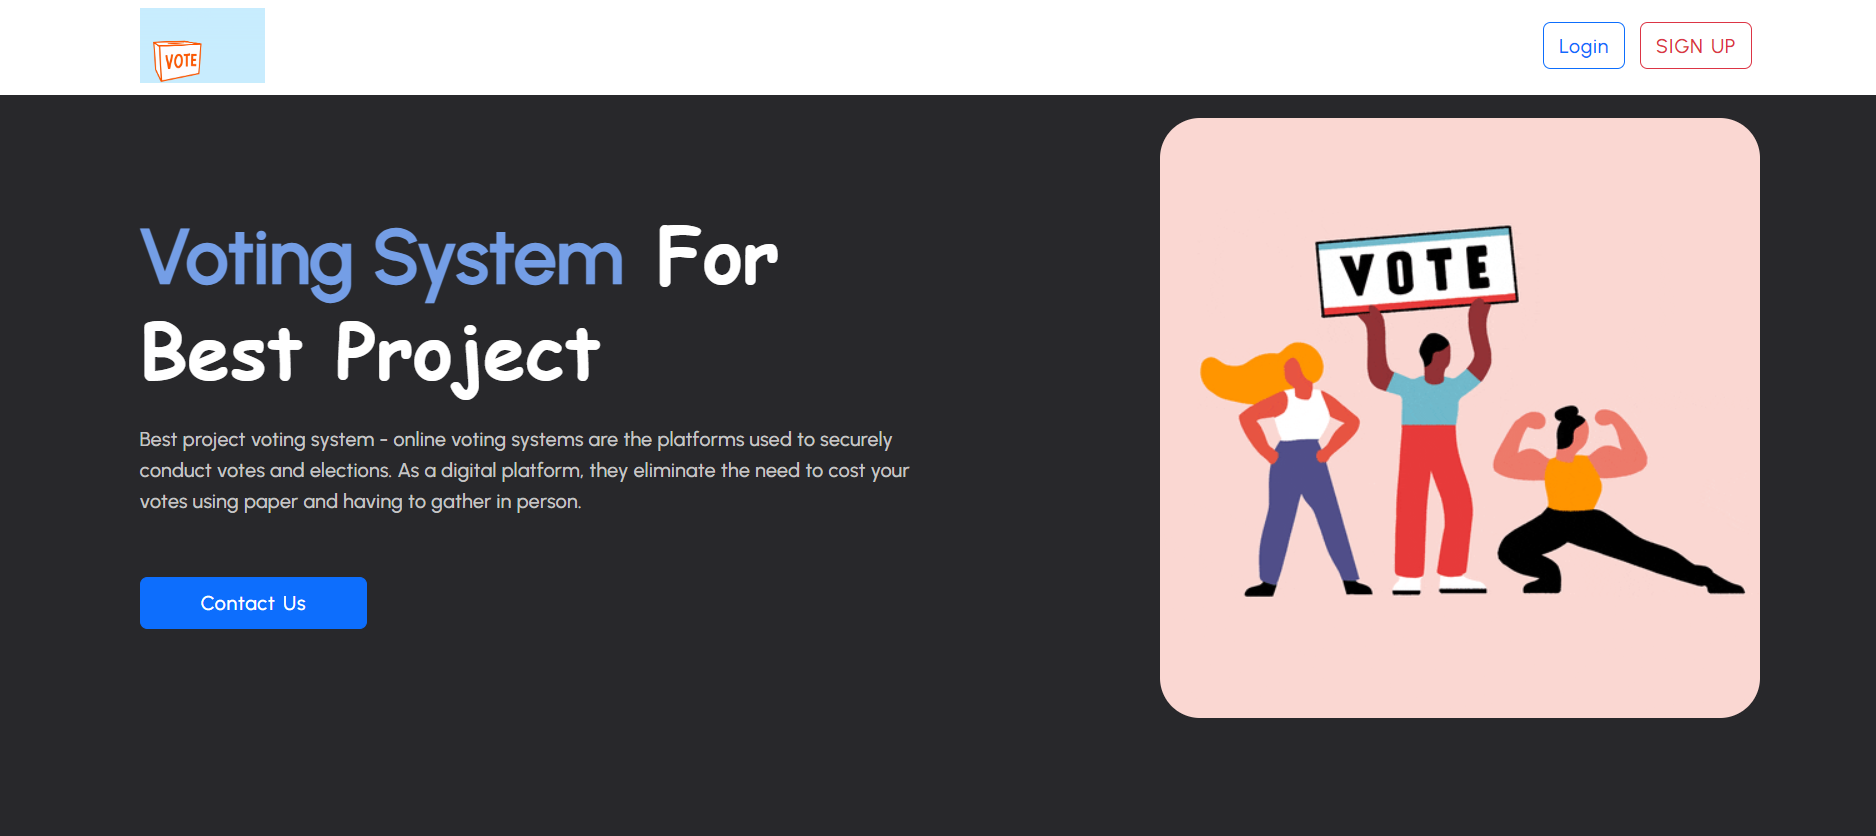 VOTE
Login
SIGN UP
Voting System For
Best Project
Best project voting system - online voting systems are the platforms used to securely
conduct votes and elections. As a digital platform, they eliminate the need to cost your
votes using paper and having to gather in person.
Contact Us
VOTE